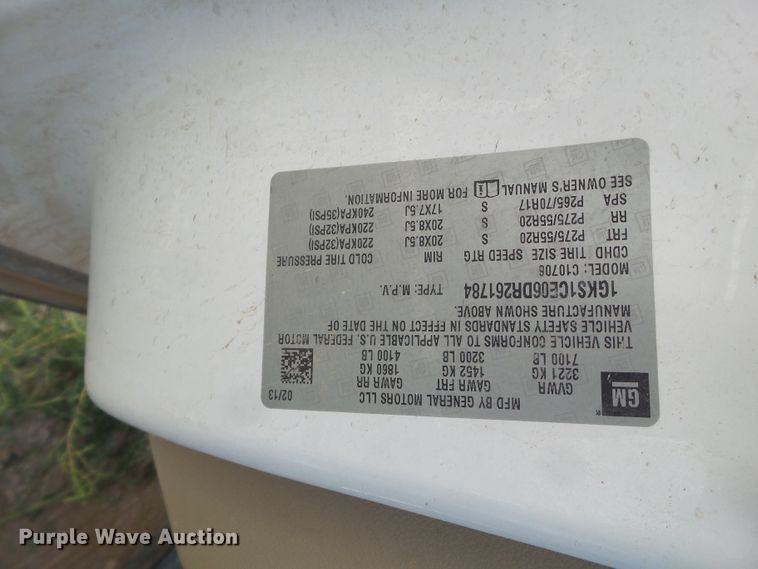 GM
MFD BY GENERAL MOTORS LLC 02/13
GVWR GAWR FRT GAWR RR
3221 KG 1452 KG 1860 KG
7100 LB 3200 LB 4100 LB
THIS VEHICLE CONFORMS TO ALL APPLICABLE U.S. FEDERAL MOTOR
VEHICLE SAFETY STANDARDS IN EFFECT ON THE DATE OF
MANUFACTURE SHOWN ABOVE.
1GKS1CE06DR261784 TYPE: M.P.V.
MODEL: C10706
CDHD TIRE SIZE SPEED RTG RIM COLD TIRE PRESSURE
FRT P275/55R20 S 20X8.5J 220KPA(32PSI)
RR P275/55R20 S 20X8.5J 220KPA(32PSI)
SPA P265/70R17 S 17X7.5J 240KPA(35PSI)
SEE OWNER'S MANUAL FOR MORE INFORMATION.
Purple Wave Auction